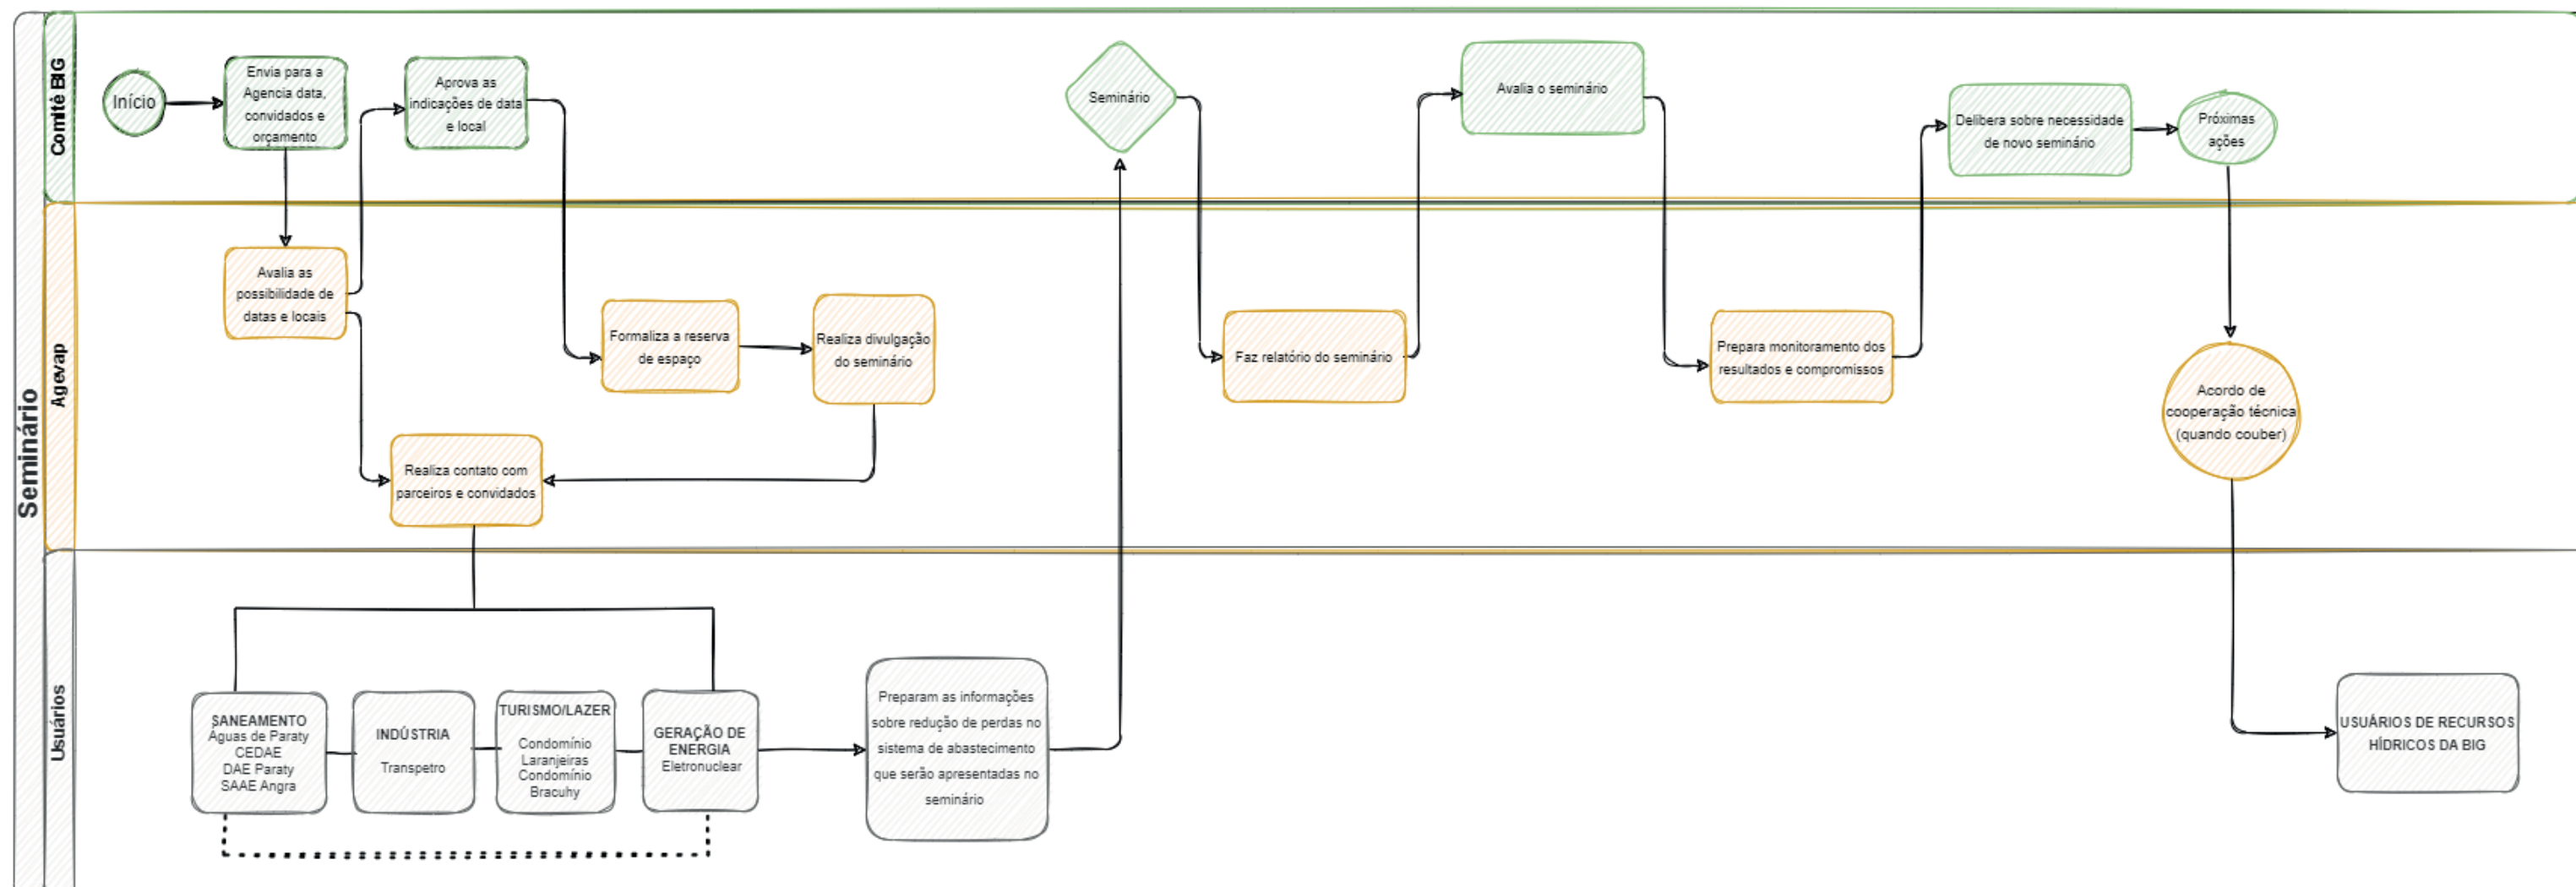 Seminário
Comitê BIG
Início
Envia para a
Agencia data,
convidados e
orçamento
Aprova as
indicações de data
e local
Seminário
Avalia o seminário
Delibera sobre necessidade
de novo seminário
Próximas
ações
Agevap
Avalia as
possibilidade de
datas e locais
Formaliza a reserva
de espaço
Realiza divulgação
do seminário
Realiza contato com
parceiros e convidados
Faz relatório do seminário
Prepara monitoramento dos
resultados e compromissos
Acordo de
cooperação técnica
(quando couber)
Usuários
SANEAMENTO
Águas de Paraty
CEDAE
DAE Paraty
SAAE Angra
INDÚSTRIA
Transpetro
TURISMO/LAZER
Condomínio
Laranjeiras
Condomínio
Bracuhy
GERAÇÃO DE
ENERGIA
Eletronuclear
Preparam as informações
sobre redução de perdas no
sistema de abastecimento
que serão apresentadas no
seminário
USUÁRIOS DE RECURSOS
HÍDRICOS DA BIG